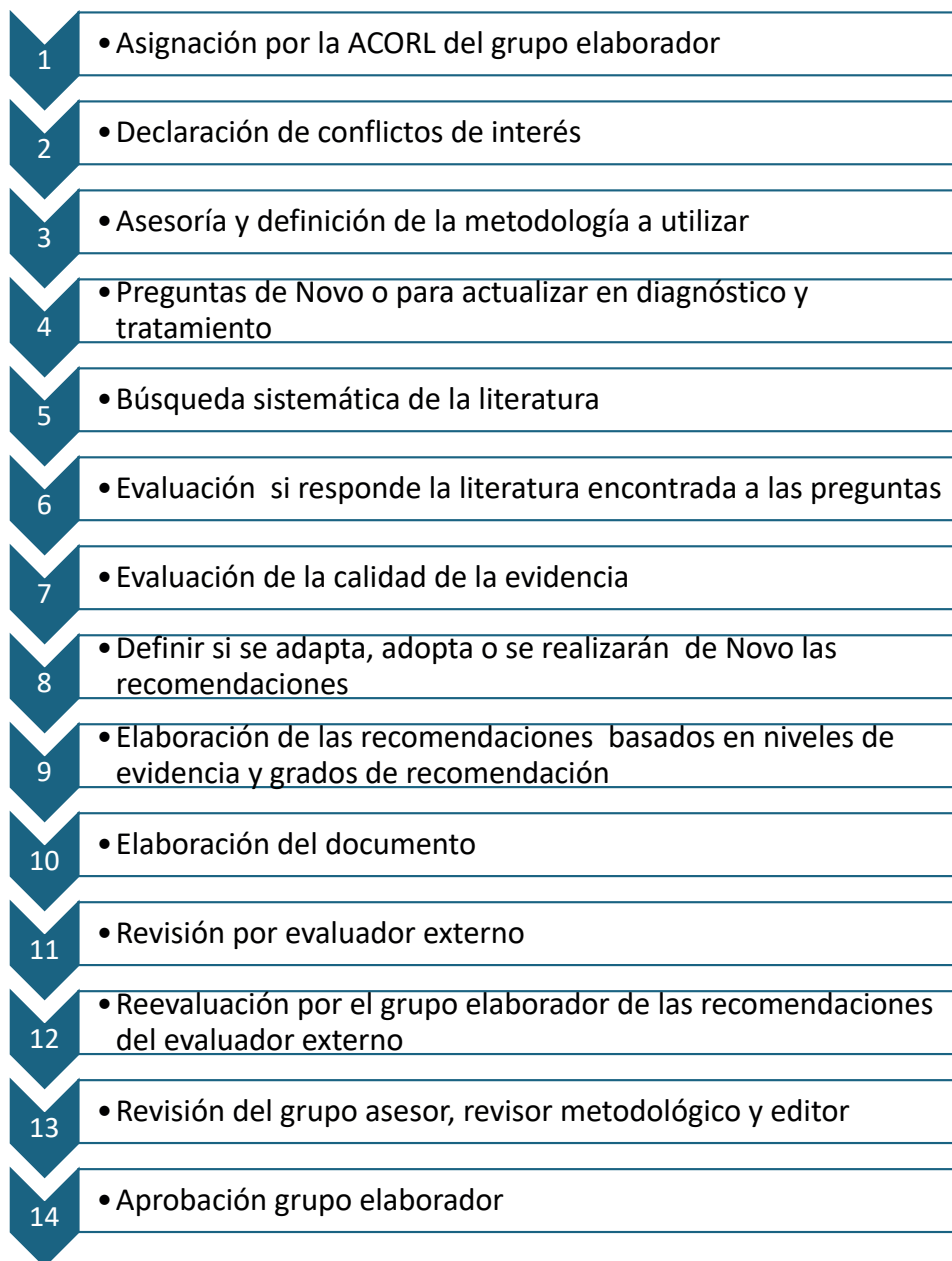 1
• Asignación por la ACORL del grupo elaborador
2
• Declaración de conflictos de interés
3
• Asesoría y definición de la metodología a utilizar
4
• Preguntas de Novo o para actualizar en diagnóstico y
tratamiento
5
• Búsqueda sistemática de la literatura
6
• Evaluación  si responde la literatura encontrada a las preguntas
7
• Evaluación de la calidad de la evidencia
8
• Definir si se adapta, adopta o se realizarán  de Novo las
recomendaciones
9
• Elaboración de las recomendaciones  basados en niveles de
evidencia y grados de recomendación
10
• Elaboración del documento
11
• Revisión por evaluador externo
12
• Reevaluación por el grupo elaborador de las recomendaciones
del evaluador externo
13
• Revisión del grupo asesor, revisor metodológico y editor
14
• Aprobación grupo elaborador